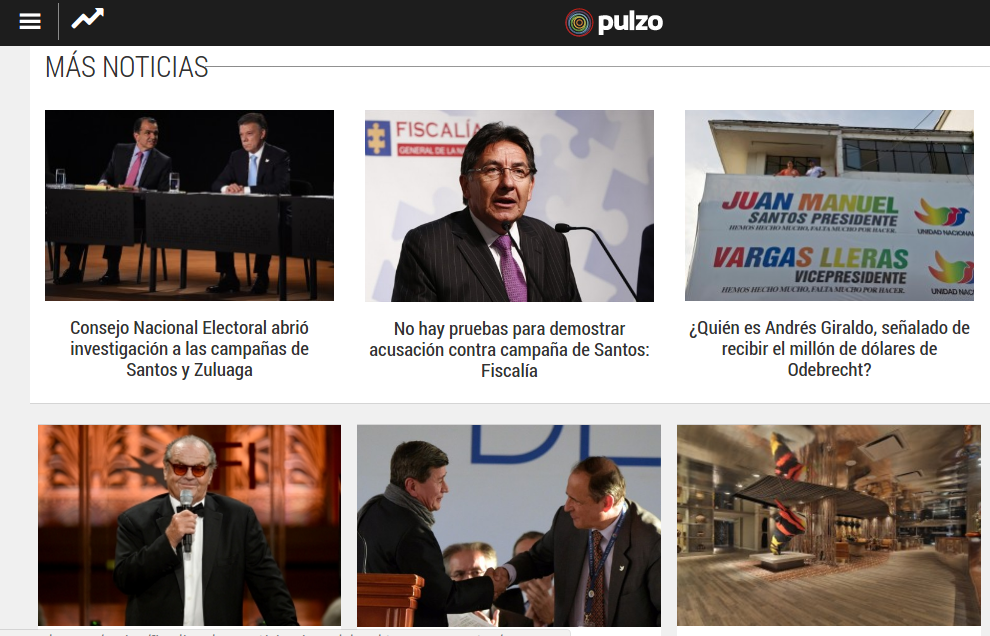 pulzo
MÁS NOTICIAS
FISCALÍA
GENERAL DE LA
JUAN MANUEL
SANTOS PRESIDENTE
HEMOS HECHO MUCHO, FALTA MUCHO POR HACER.
UNIDAD NACIONAL
VARGAS LLERAS
VICEPRESIDENTE
HEMOS HECHO MUCHO, FALTA MUCHO POR HACER.
UNIDAD NACION
Consejo Nacional Electoral abrió
investigación a las campañas de
Santos y Zuluaga
No hay pruebas para demostrar
acusación contra campaña de Santos:
Fiscalía
¿Quién es Andrés Giraldo, señalado de
recibir el millón de dólares de
Odebrecht?